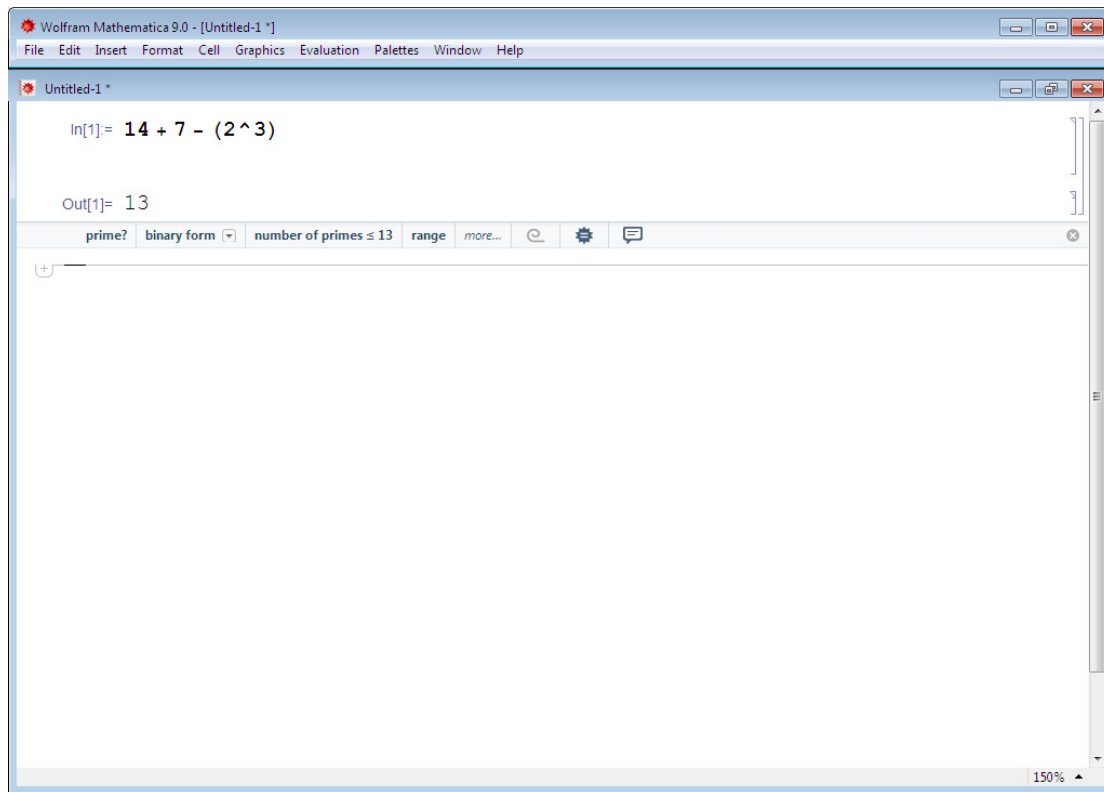 Wolfram Mathematica 9.0 - [Untitled-1 *]
File Edit Insert Format Cell Graphics Evaluation Palettes Window Help
Untitled-1 *
In[1]:= 14 + 7 - (2^3)
Out[1]= 13
prime? binary form number of primes ≤ 13 range more...
150%